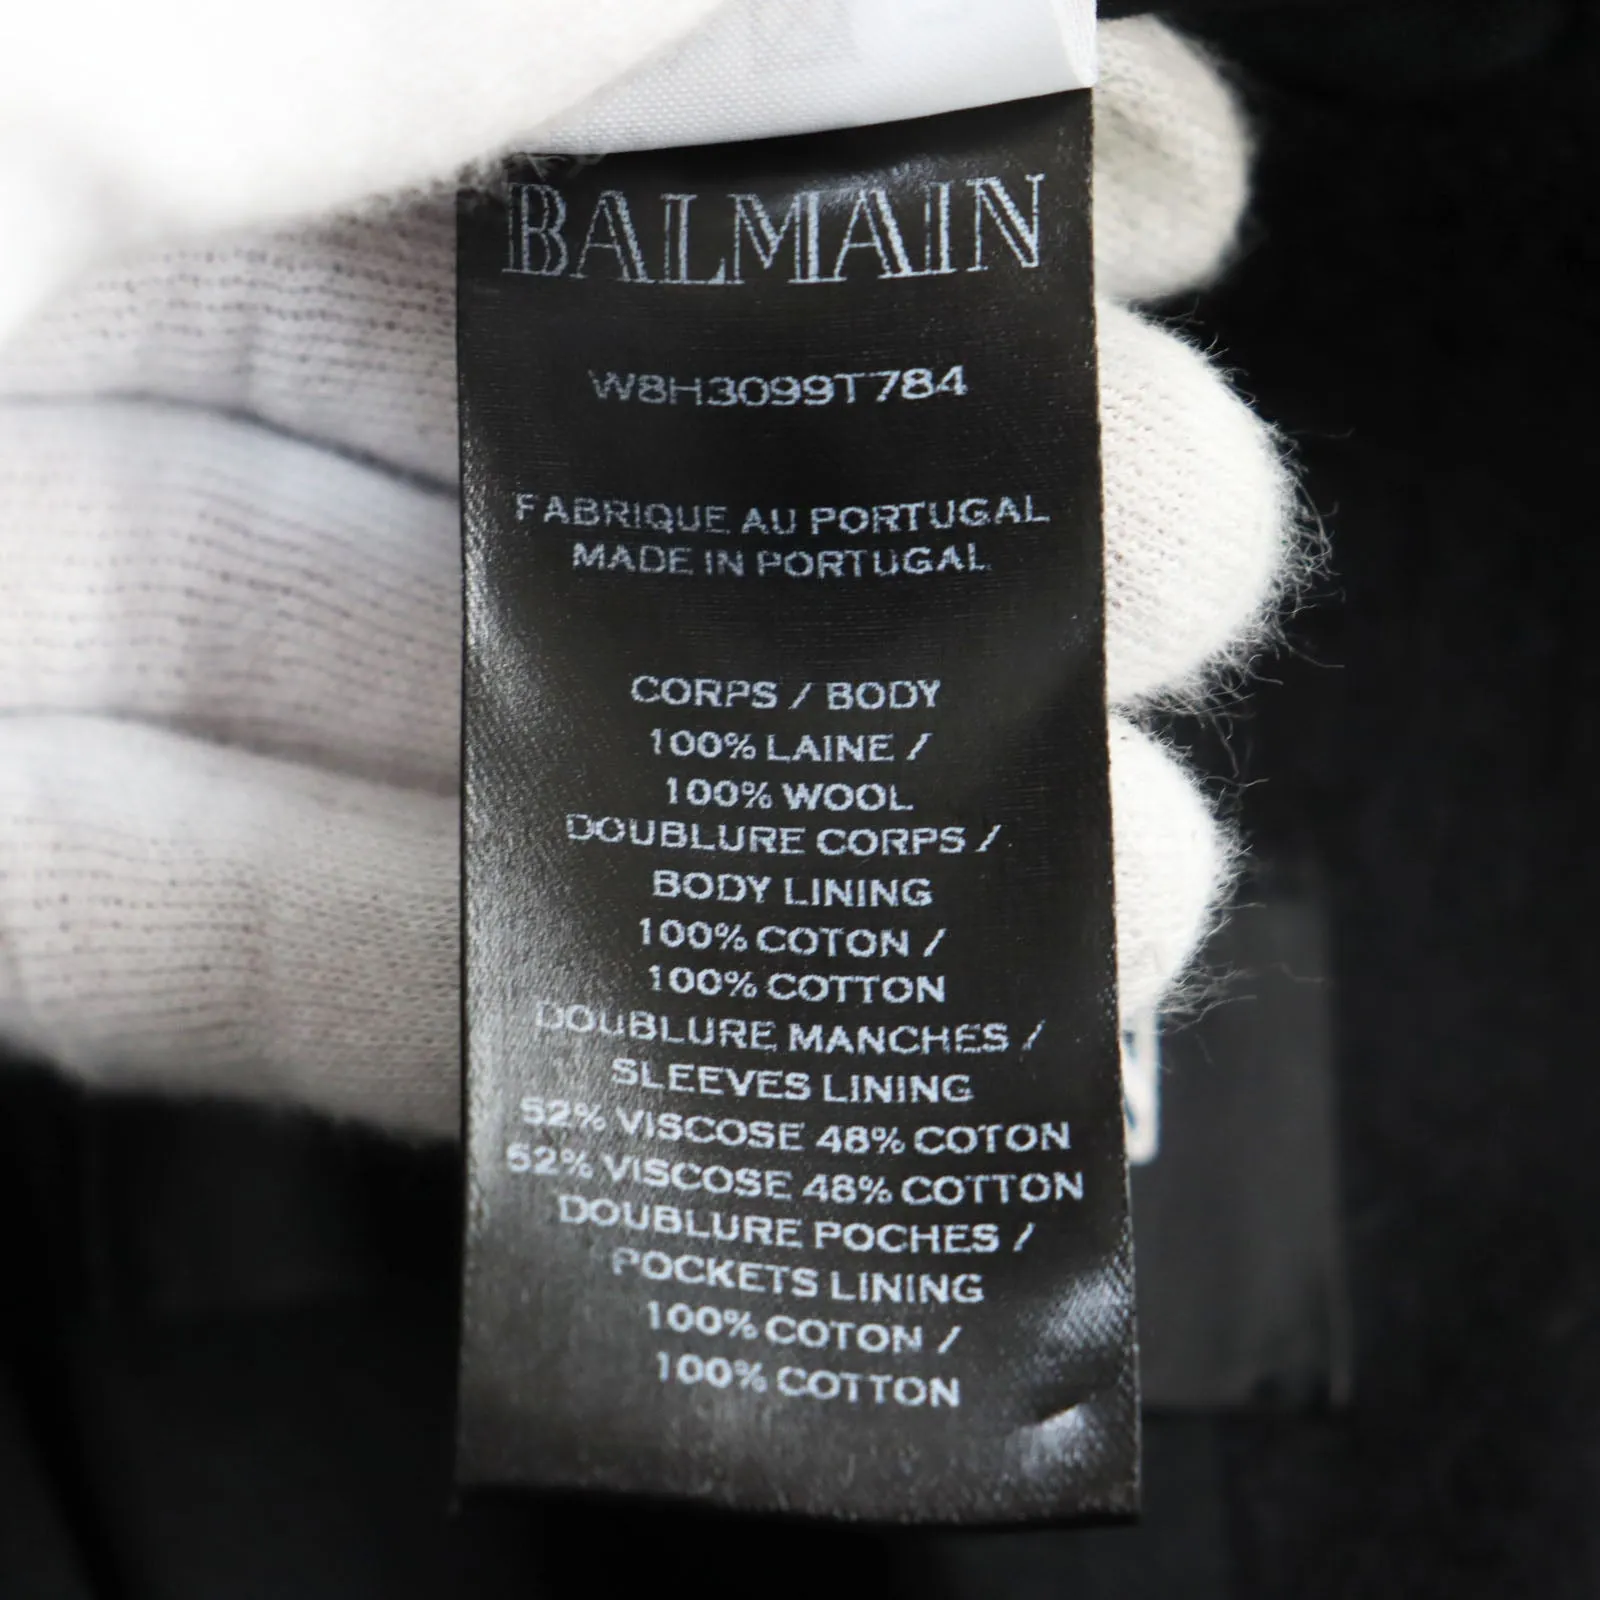 BALMAIN
W8H3099T784
FABRIQUE AU PORTUGAL
MADE IN PORTUGAL
CORPS / BODY
100% LAINE /
100% WOOL
DOUBLURE CORPS /
BODY LINING
100% COTON /
100% COTTON
DOUBLURE MANCHES /
SLEEVES LINING
52% VISCOSE 48% COTON
52% VISCOSE 48% COTTON
DOUBLURE POCHES /
POCKETS LINING
100% COTON /
100% COTTON